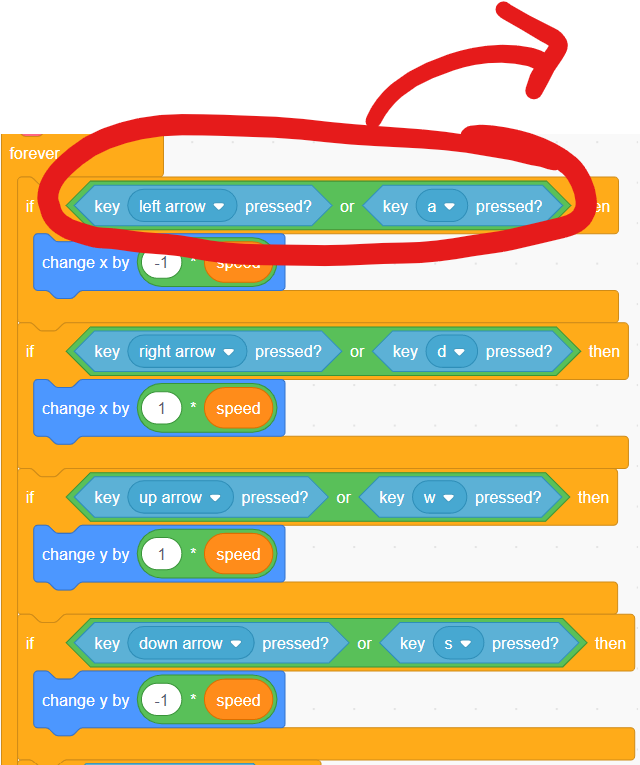 forever
if key left arrow pressed? or key a pressed? then
change x by -1 * speed
if key right arrow pressed? or key d pressed? then
change x by 1 * speed
if key up arrow pressed? or key w pressed? then
change y by 1 * speed
if key down arrow pressed? or key s pressed? then
change y by -1 * speed